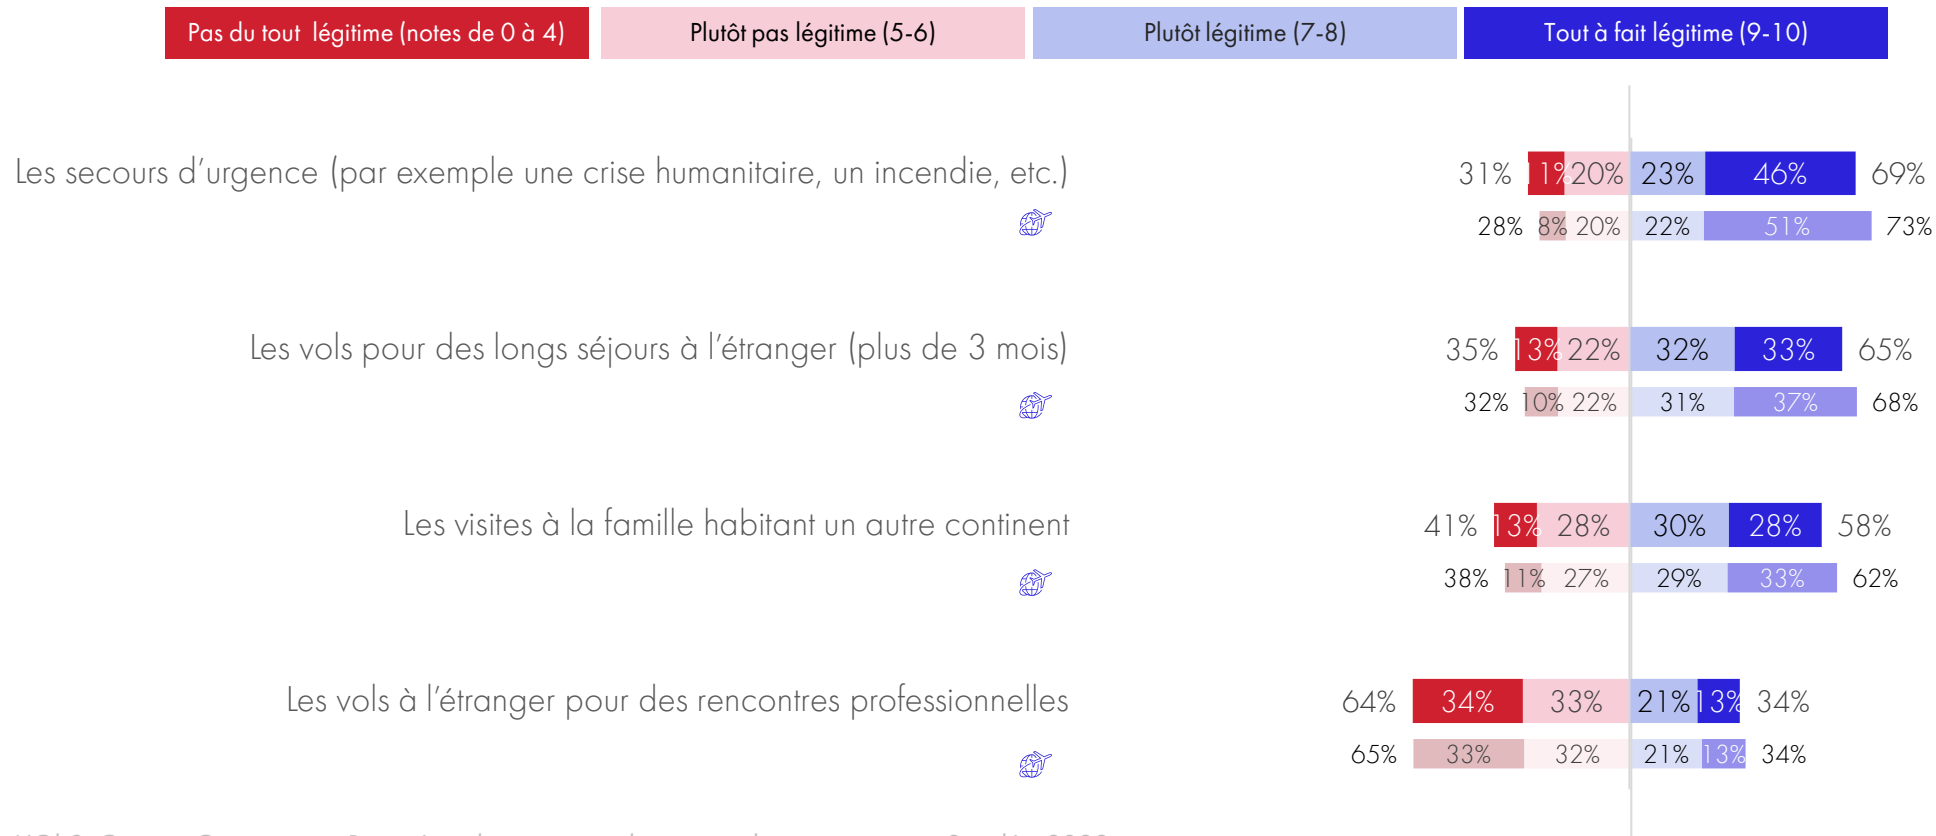 Pas du tout légitime (notes de 0 à 4) Plutôt pas légitime (5-6) Plutôt légitime (7-8) Tout à fait légitime (9-10)
Les secours d’urgence (par exemple une crise humanitaire, un incendie, etc.) 31% 11% 20% 23% 46% 69%
28% 8% 20% 22% 51% 73%
Les vols pour des longs séjours à l’étranger (plus de 3 mois) 35% 13% 22% 32% 33% 65%
32% 10% 22% 31% 37% 68%
Les visites à la famille habitant un autre continent 41% 13% 28% 30% 28% 58%
38% 11% 27% 29% 33% 62%
Les vols à l’étranger pour des rencontres professionnelles 64% 34% 33% 21% 13% 34%
65% 33% 32% 21% 13% 34%